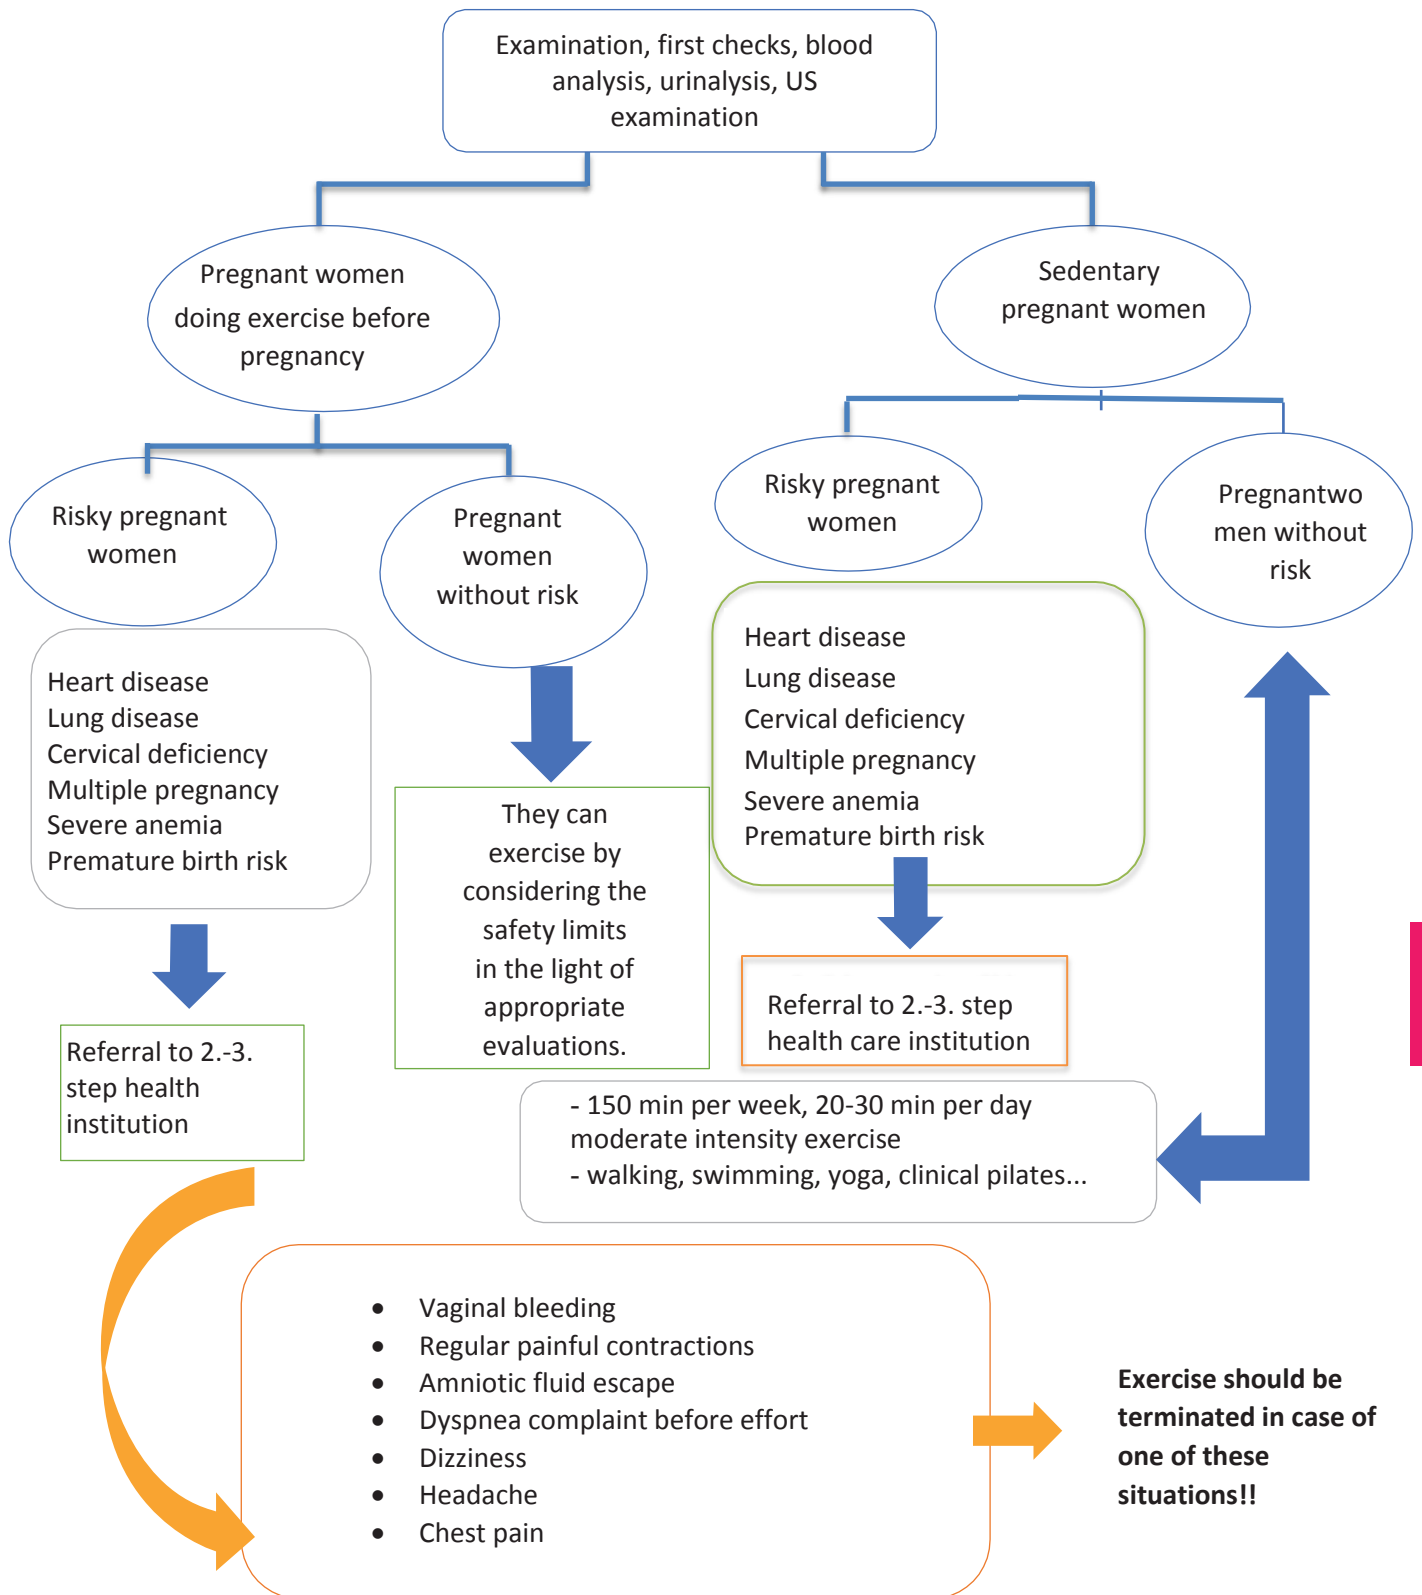 Examination, first checks, blood
analysis, urinalysis, US
examination
Pregnant women
doing exercise before
pregnancy
Sedentary
pregnant women
Risky pregnant
women
Pregnant
women
without risk
Risky pregnant
women
Pregnantwo
men without
risk
Heart disease
Lung disease
Cervical deficiency
Multiple pregnancy
Severe anemia
Premature birth risk
They can
exercise by
considering the
safety limits
in the light of
appropriate
evaluations.
Heart disease
Lung disease
Cervical deficiency
Multiple pregnancy
Severe anemia
Premature birth risk
Referral to 2.-3.
step health
institution
Referral to 2.-3. step
health care institution
- 150 min per week, 20-30 min per day
moderate intensity exercise
- walking, swimming, yoga, clinical pilates...
• Vaginal bleeding
• Regular painful contractions
• Amniotic fluid escape
• Dyspnea complaint before effort
• Dizziness
• Headache
• Chest pain
Exercise should be
terminated in case of
one of these
situations!!